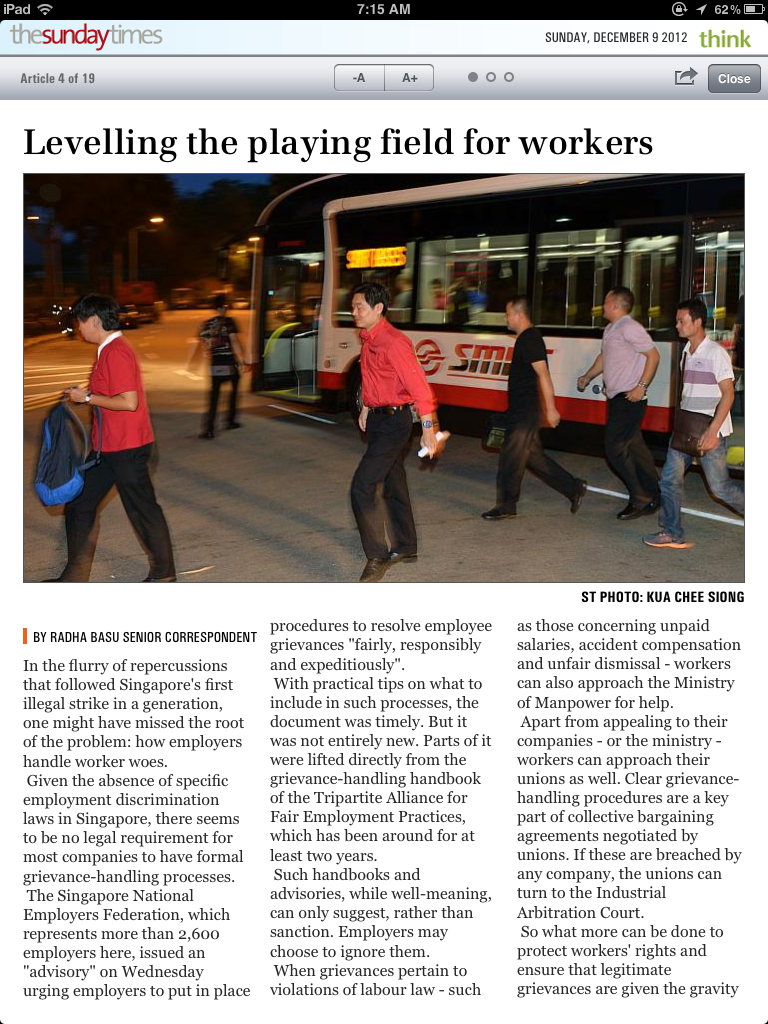 iPad
7:15 AM
62%
thesundaytimes
SUNDAY, DECEMBER 9 2012
think
Article 4 of 19
-A
A+
Close
Levelling the playing field for workers
SMRT
ST PHOTO: KUA CHEE SIONG
BY RADHA BASU SENIOR CORRESPONDENT
In the flurry of repercussions
that followed Singapore's first
illegal strike in a generation,
one might have missed the root
of the problem: how employers
handle worker woes.
Given the absence of specific
employment discrimination
laws in Singapore, there seems
to be no legal requirement for
most companies to have formal
grievance-handling processes.
The Singapore National
Employers Federation, which
represents more than 2,600
employers here, issued an
"advisory" on Wednesday
urging employers to put in place
procedures to resolve employee
grievances "fairly, responsibly
and expeditiously".
With practical tips on what to
include in such processes, the
document was timely. But it
was not entirely new. Parts of it
were lifted directly from the
grievance-handling handbook
of the Tripartite Alliance for
Fair Employment Practices,
which has been around for at
least two years.
Such handbooks and
advisories, while well-meaning,
can only suggest, rather than
sanction. Employers may
choose to ignore them.
When grievances pertain to
violations of labour law - such
as those concerning unpaid
salaries, accident compensation
and unfair dismissal - workers
can also approach the Ministry
of Manpower for help.
Apart from appealing to their
companies - or the ministry -
workers can approach their
unions as well. Clear grievance-
handling procedures are a key
part of collective bargaining
agreements negotiated by
unions. If these are breached by
any company, the unions can
turn to the Industrial
Arbitration Court.
So what more can be done to
protect workers' rights and
ensure that legitimate
grievances are given the gravity